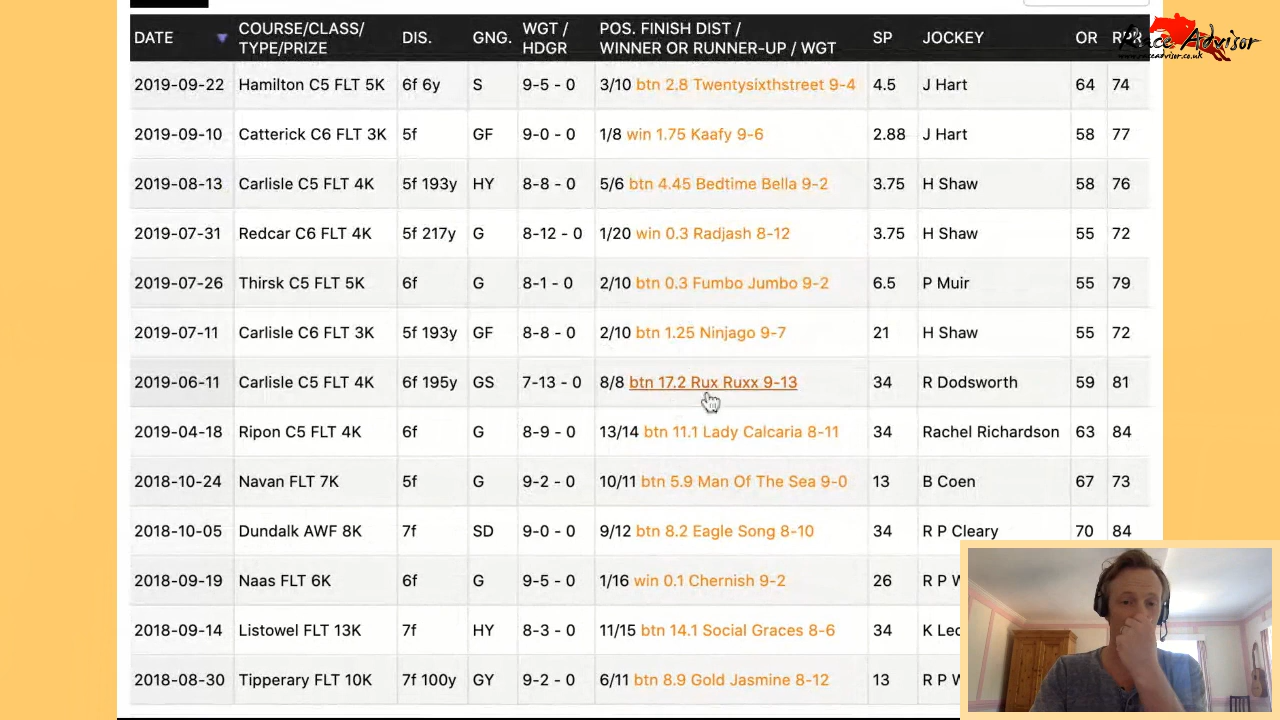 DATE COURSE/CLASS/ TYPE/PRIZE DIS. GNG. WGT / HDGR POS. FINISH DIST / WINNER OR RUNNER-UP / WGT SP JOCKEY OR
Race Advisor
www.raceadvisor.co.uk
2019-09-22 Hamilton C5 FLT 5K 6f 6y S 9-5 - 0 3/10 btn 2.8 Twentysixthstreet 9-4 4.5 J Hart 64 74
2019-09-10 Catterick C6 FLT 3K 5f GF 9-0 - 0 1/8 win 1.75 Kaafy 9-6 2.88 J Hart 58 77
2019-08-13 Carlisle C5 FLT 4K 5f 193y HY 8-8 - 0 5/6 btn 4.45 Bedtime Bella 9-2 3.75 H Shaw 58 76
2019-07-31 Redcar C6 FLT 4K 5f 217y G 8-12 - 0 1/20 win 0.3 Radjash 8-12 3.75 H Shaw 55 72
2019-07-26 Thirsk C5 FLT 5K 6f G 8-1 - 0 2/10 btn 0.3 Fumbo Jumbo 9-2 6.5 P Muir 55 79
2019-07-11 Carlisle C6 FLT 3K 5f 193y GF 8-8 - 0 2/10 btn 1.25 Ninjago 9-7 21 H Shaw 55 72
2019-06-11 Carlisle C5 FLT 4K 6f 195y GS 7-13 - 0 8/8 btn 17.2 Rux Ruxx 9-13 34 R Dodsworth 59 81
2019-04-18 Ripon C5 FLT 4K 6f G 8-9 - 0 13/14 btn 11.1 Lady Calcaria 8-11 34 Rachel Richardson 63 84
2018-10-24 Navan FLT 7K 5f G 9-2 - 0 10/11 btn 5.9 Man Of The Sea 9-0 13 B Coen 67 73
2018-10-05 Dundalk AWF 8K 7f SD 9-0 - 0 9/12 btn 8.2 Eagle Song 8-10 34 R P Cleary 70 84
2018-09-19 Naas FLT 6K 6f G 9-5 - 0 1/16 win 0.1 Chernish 9-2 26 R P
2018-09-14 Listowel FLT 13K 7f HY 8-3 - 0 11/15 btn 14.1 Social Graces 8-6 34 K
2018-08-30 Tipperary FLT 10K 7f 100y GY 9-2 - 0 6/11 btn 8.9 Gold Jasmine 8-12 13 R P